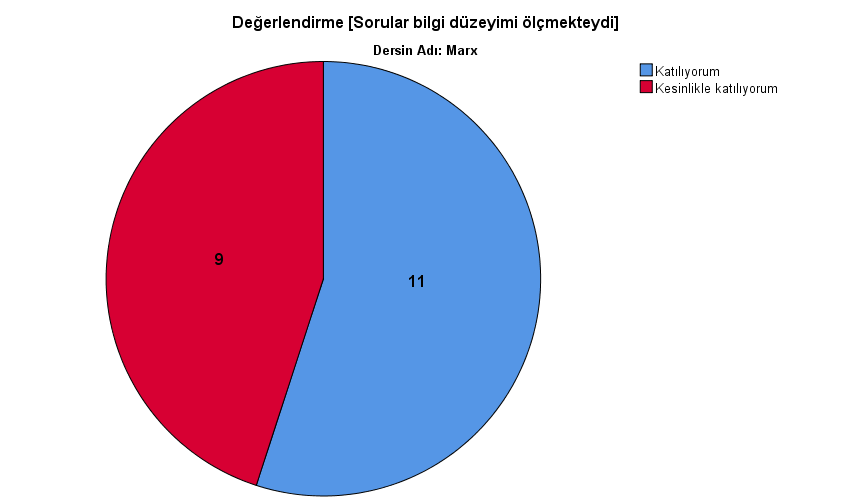 Değerlendirme [Sorular bilgi düzeyimi ölçmekteydi]
Dersin Adı: Marx
Katılıyorum
Kesinlikle katılıyorum
9
11